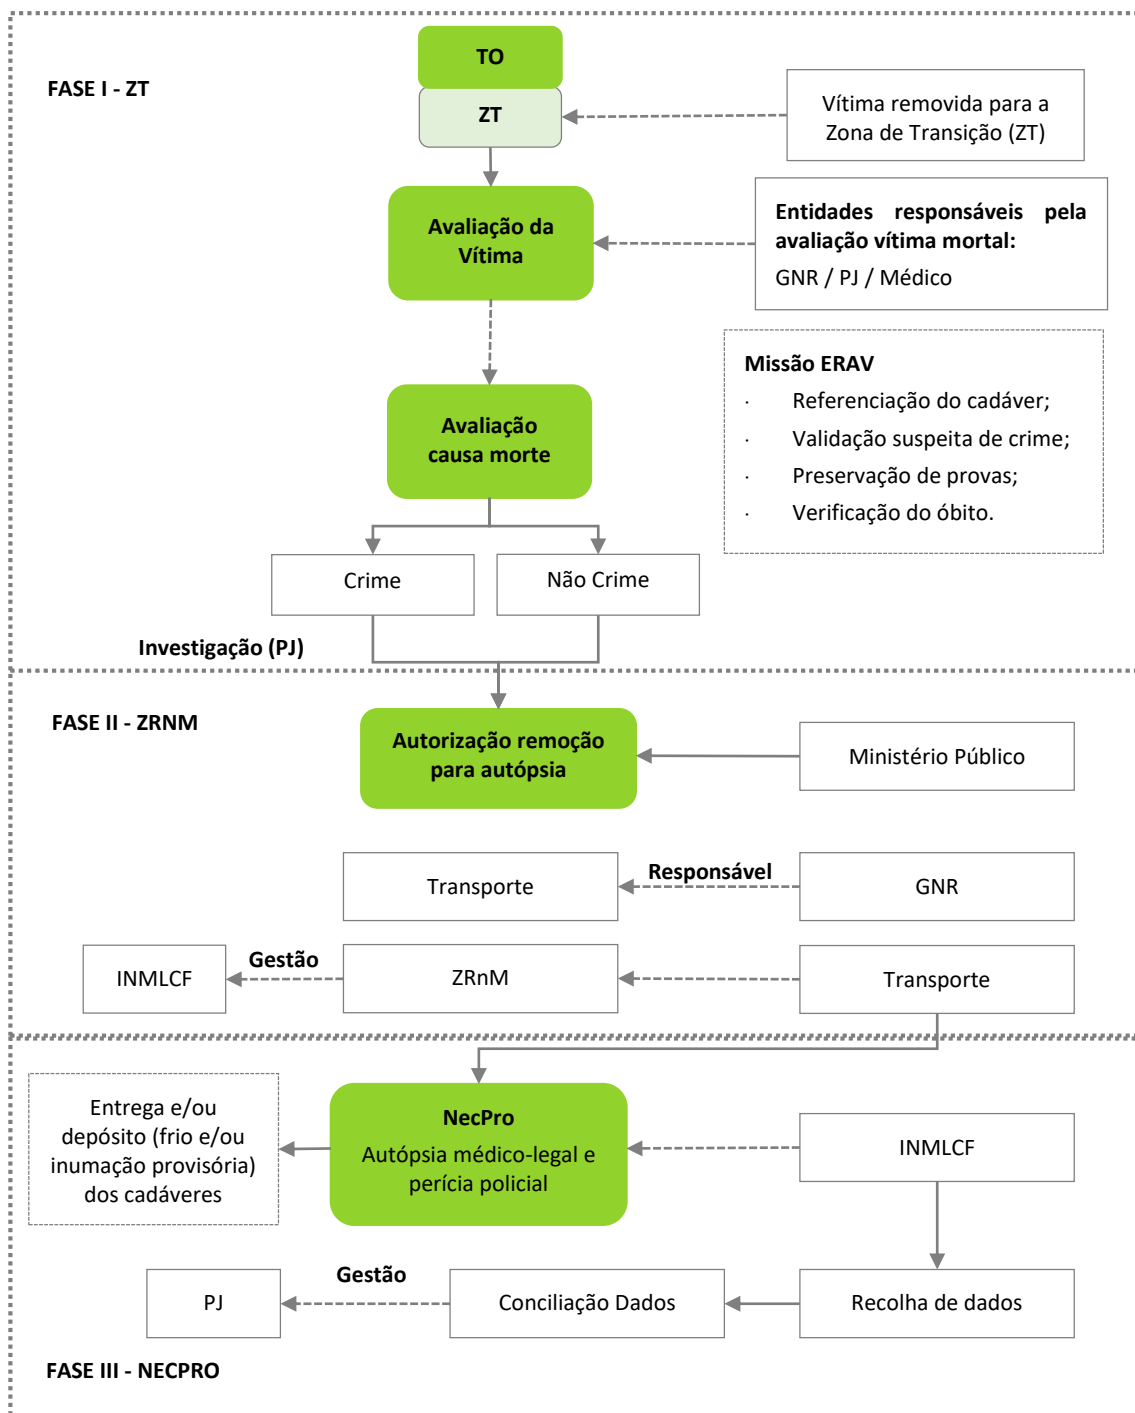 TO
FASE I - ZT
ZT
Vítima removida para a
Zona de Transição (ZT)
Avaliação da
Vítima
Entidades responsáveis pela
avaliação vítima mortal:
GNR / PJ / Médico
Missão ERAV
· Referenciação do cadáver;
· Validação suspeita de crime;
· Preservação de provas;
· Verificação do óbito.
Avaliação
causa morte
Crime
Não Crime
Investigação (PJ)
FASE II - ZRNM
Autorização remoção
para autópsia
Ministério Público
Transporte
Responsável
GNR
INMLCF
Gestão
ZRnM
Transporte
Entrega e/ou
depósito (frio e/ou
inumação provisória)
dos cadáveres
NecPro
Autópsia médico-legal e
perícia policial
INMLCF
PJ
Gestão
Conciliação Dados
Recolha de dados
FASE III - NECPRO